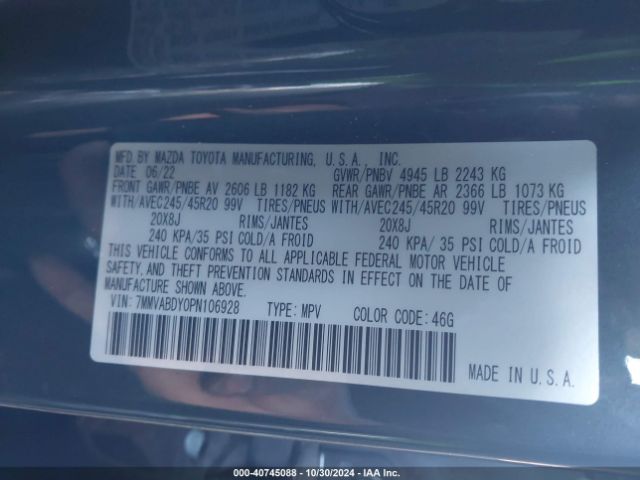 MFD BY MAZDA TOYOTA MANUFACTURING, U.S.A., INC.
DATE 06/22 GVWR/PNBV 4945 LB 2243 KG
FRONT GAWR/PNBE AV 2606 LB 1182 KG REAR GAWR/PNBE AR 2366 LB 1073 KG
WITH/AVEC245/45R20 99V TIRES/PNEUS WITH/AVEC245/45R20 99V TIRES/PNEUS
20X8J RIMS/JANTES 20X8J RIMS/JANTES
240 KPA/35 PSI COLD/A FROID 240 KPA/ 35 PSI COLD/A FROID
THIS VEHICLE CONFORMS TO ALL APPLICABLE FEDERAL MOTOR VEHICLE
SAFETY, AND THEFT PREVENTION STANDARDS IN EFFECT ON THE DATE OF
MANUFACTURE SHOWN ABOVE.
VIN: 7MMVABDY0PN106928 TYPE: MPV COLOR CODE: 46G
MADE IN U.S.A.
000-40745088 - 10/30/2024 - IAA Inc.